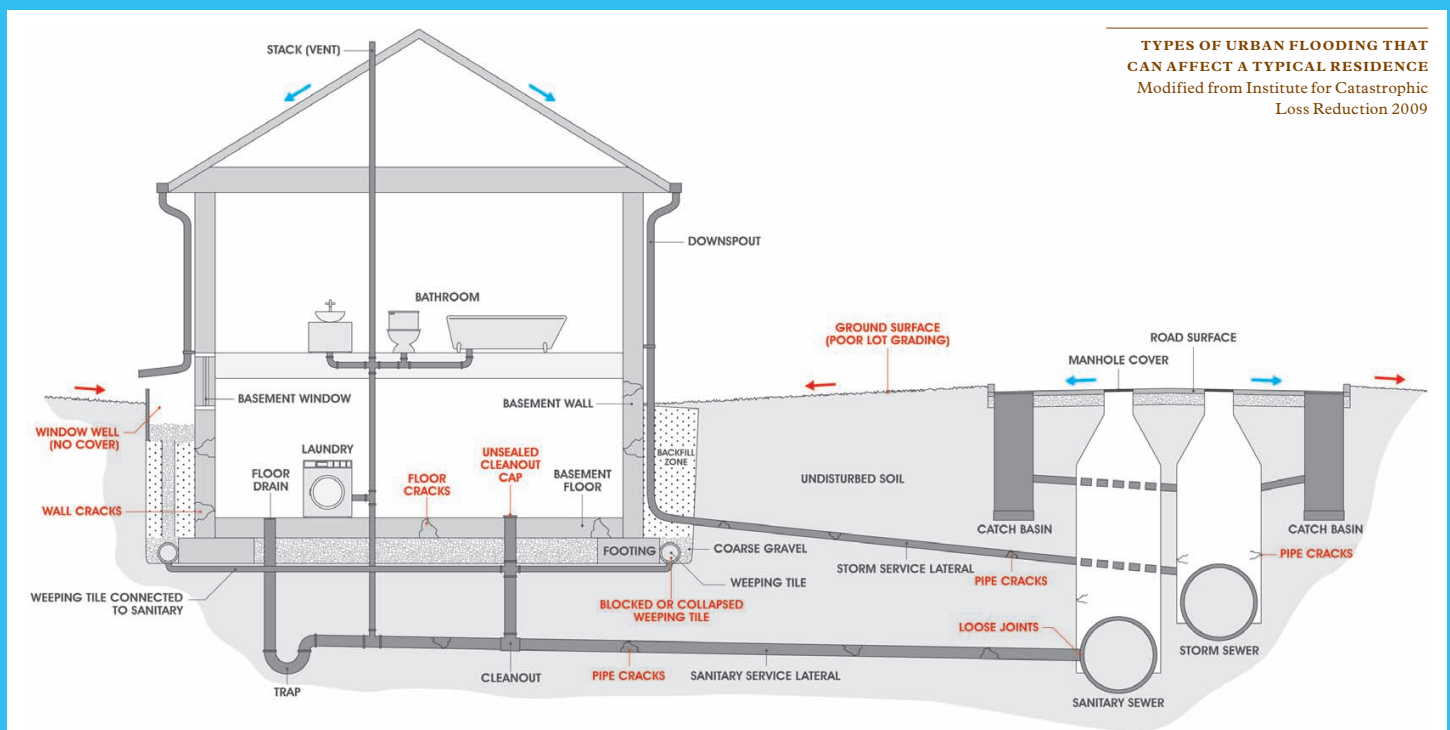 TYPES OF URBAN FLOODING THAT
CAN AFFECT A TYPICAL RESIDENCE
Modified from Institute for Catastrophic
Loss Reduction 2009
STACK (VENT)
DOWNSPOUT
BATHROOM
GROUND SURFACE
(POOR LOT GRADING)
ROAD SURFACE
MANHOLE COVER
BASEMENT WINDOW
BASEMENT WALL
WINDOW WELL
(NO COVER)
LAUNDRY
UNSEALED
CLEANOUT
CAP
BACKFILL
ZONE
FLOOR
DRAIN
FLOOR
CRACKS
BASEMENT
FLOOR
UNDISTURBED SOIL
WALL CRACKS
CATCH BASIN
CATCH BASIN
FOOTING
COARSE GRAVEL
STORM SERVICE LATERAL
PIPE CRACKS
PIPE CRACKS
WEEPING TILE
WEEPING TILE CONNECTED
TO SANITARY
BLOCKED OR COLLAPSED
WEEPING TILE
LOOSE JOINTS
STORM SEWER
TRAP
CLEANOUT
PIPE CRACKS
SANITARY SERVICE LATERAL
SANITARY SEWER